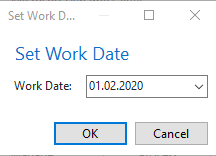 Set Work D...
Set Work Date
Work Date: 01.02.2020
OK Cancel